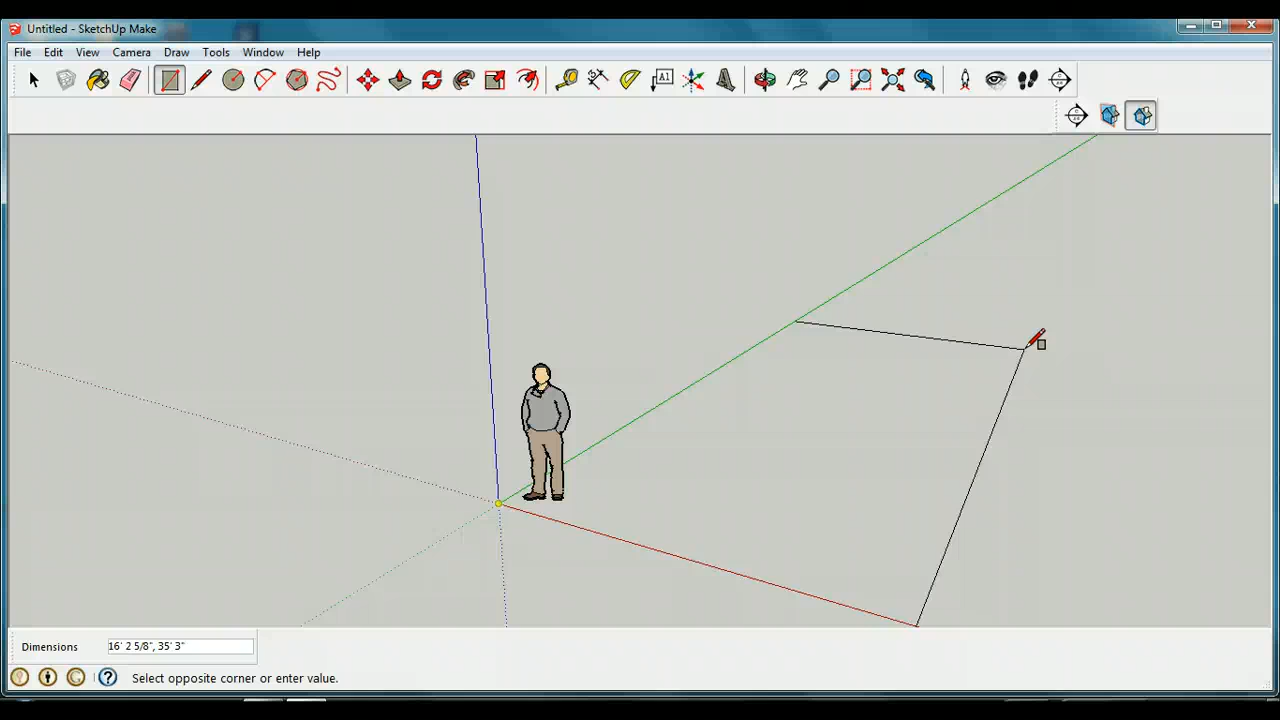 Untitled - SketchUp Make
File Edit View Camera Draw Tools Window Help
A1
Dimensions 16' 2 5/8", 35' 3"
Select opposite corner or enter value.